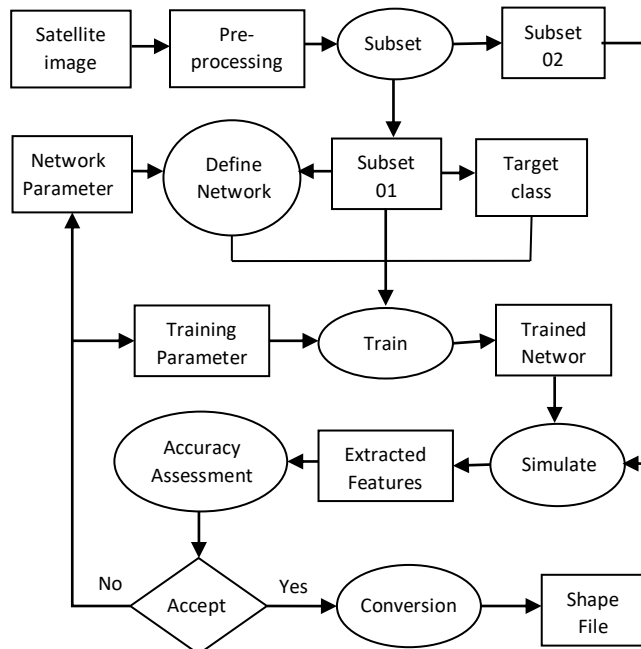 Satellite
image
Pre-
processing
Subset
Subset
02
Network
Parameter
Define
Network
Subset
01
Target
class
Training
Parameter
Train
Trained
Networ
Accuracy
Assessment
Extracted
Features
Simulate
No
Accept
Yes
Conversion
Shape
File